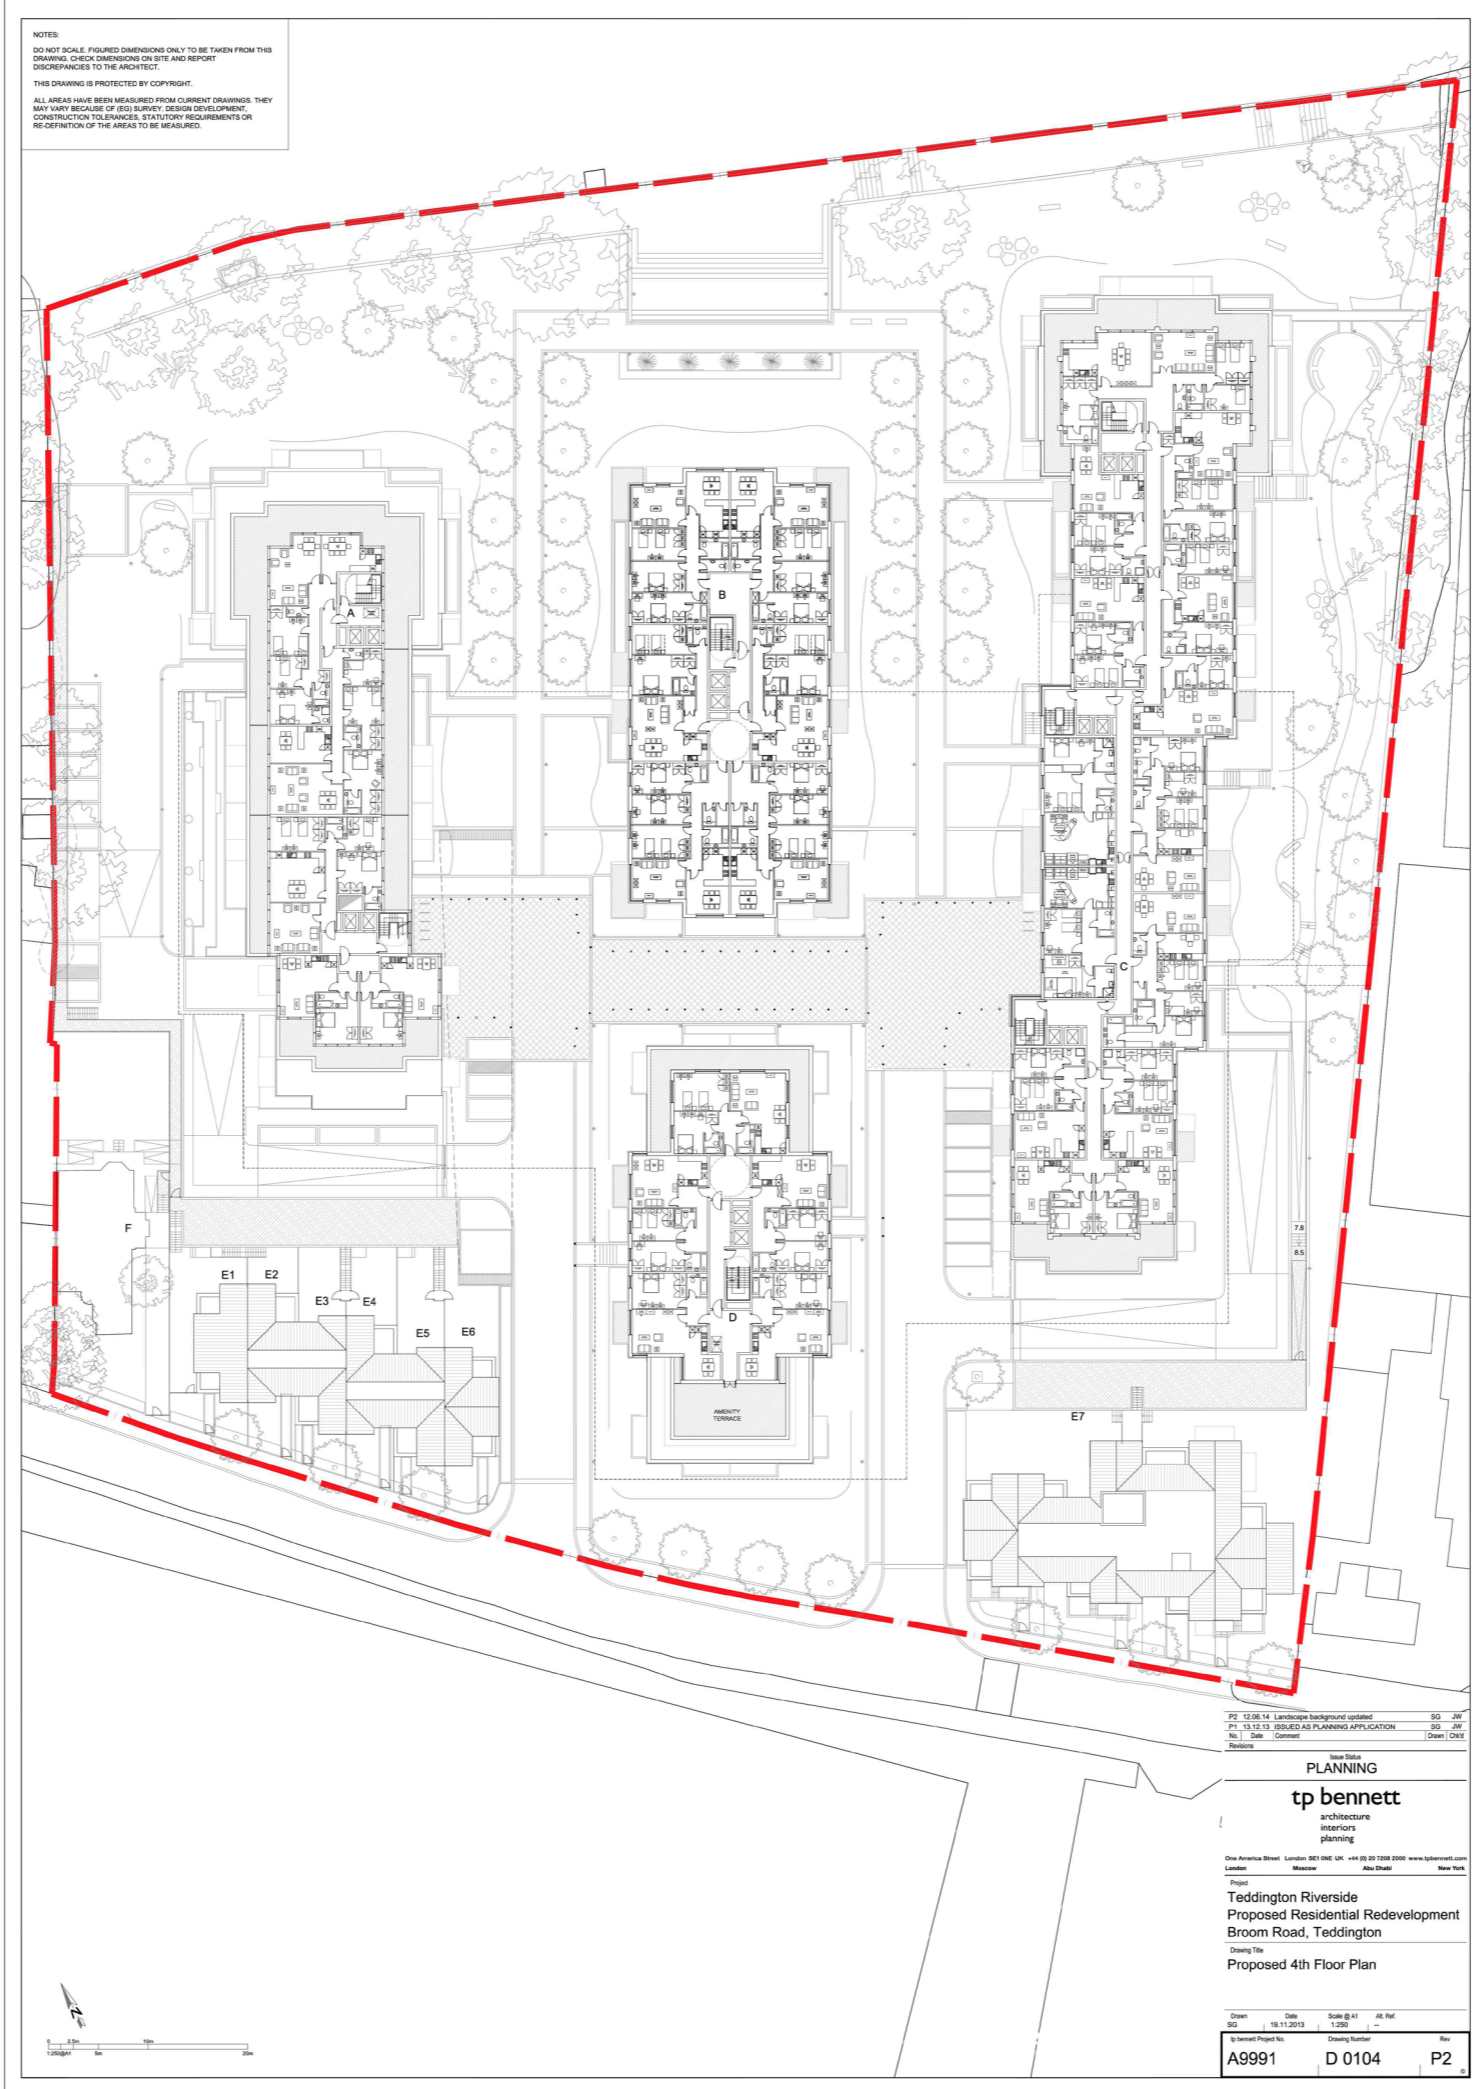 NOTES:
DO NOT SCALE. FIGURED DIMENSIONS ONLY TO BE TAKEN FROM THIS
DRAWING. CHECK DIMENSIONS ON SITE AND REPORT
DISCREPANCIES TO THE ARCHITECT.
THIS DRAWING IS PROTECTED BY COPYRIGHT.
ALL AREAS HAVE BEEN MEASURED FROM CURRENT DRAWINGS. THEY
MAY VARY BECAUSE OF (EG) SURVEY, DESIGN DEVELOPMENT,
CONSTRUCTION TOLERANCES, STATUTORY REQUIREMENTS OR
RE-DEFINITION OF THE AREAS TO BE MEASURED.
A
B
C
F
7.8
8.5
E1 E2
E3 E4
E5 E6
D
AMENITY
TERRACE
E7
P2 12.06.14 Landscape background updated SG JW
P1 13.12.13 ISSUED AS PLANNING APPLICATION SG JW
No. Date Comment Drawn Chk'd
Revisions
Issue Status
PLANNING
tp bennett
architecture
interiors
planning
One America Street London SE1 0NE UK +44 (0) 20 7208 2000 www.tpbennett.com
London Moscow Abu Dhabi New York
Project
Teddington Riverside
Proposed Residential Redevelopment
Broom Road, Teddington
Drawing Title
Proposed 4th Floor Plan
Drawn Date Scale @ A1 Alt. Ref.
SG 19.11.2013 1:250 --
tp bennett Project No. Drawing Number Rev
A9991 D 0104 P2
©
N
0 2.5m 10m
1:250@A1 5m 20m